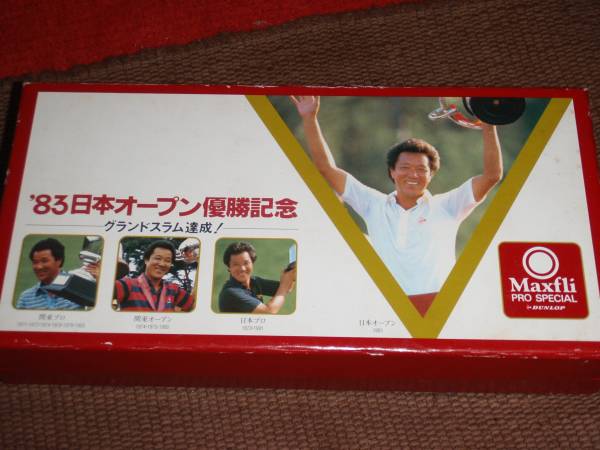 '83日本オープン優勝記念
グランドスラム達成!
関東プロ
関東オープン
日本プロ
日本オープン
1983
Maxfli
PRO SPECIAL
by DUNLOP